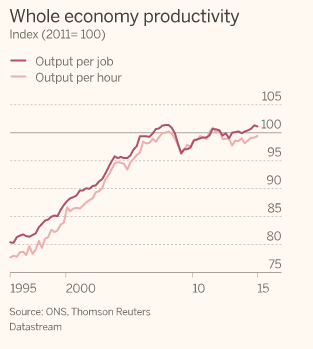 Whole economy productivity
Index (2011= 100)
Output per job
Output per hour
105
100
95
90
85
80
75
1995 2000 10 15
Source: ONS, Thomson Reuters
Datastream